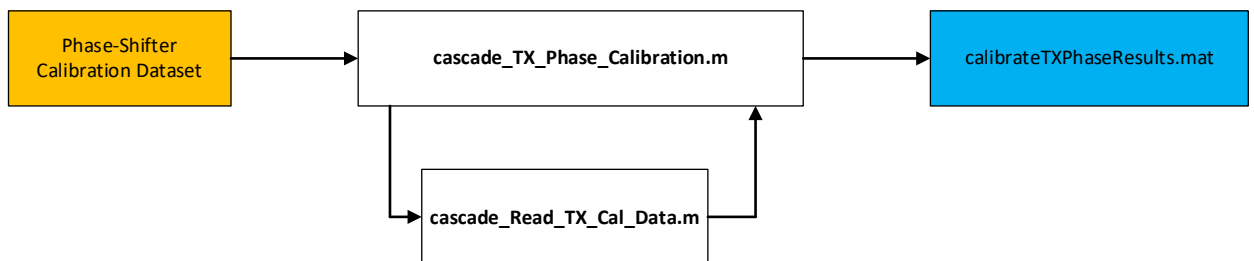 Phase-Shifter
Calibration Dataset
cascade_TX_Phase_Calibration.m
calibrateTXPhaseResults.mat
cascade_Read_TX_Cal_Data.m